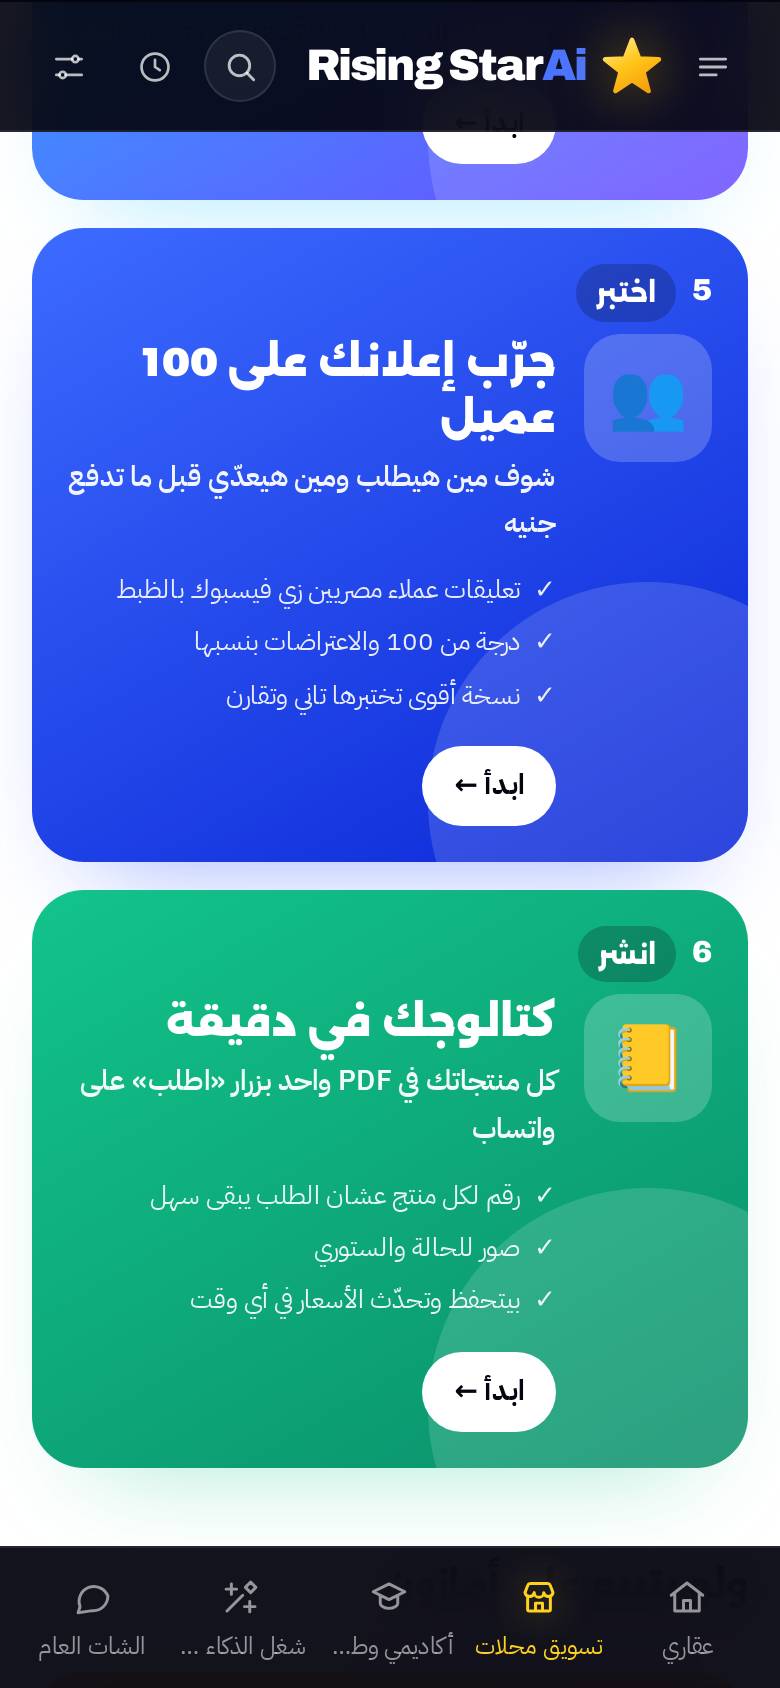 Rising StarAi
ابدأ ←
5 اختبر
جرّب إعلانك على 100
عميل
شوف مين هيطلب ومين هيعدّي قبل ما تدفع
جنيه
✓ تعليقات عملاء مصريين زي فيسبوك بالظبط
✓ درجة من 100 والاعتراضات بنسبها
✓ نسخة أقوى تختبرها تاني وتقارن
ابدأ ←
6 انشر
كتالوجك في دقيقة
كل منتجاتك في PDF واحد بزرار «اطلب» على
واتساب
✓ رقم لكل منتج عشان الطلب يبقى سهل
✓ صور للحالة والستوري
✓ بيتحفظ وتحدّث الأسعار في أي وقت
ابدأ ←
عقاري
تسويق محلات
أكاديمي وط...
شغل الذكاء ...
الشات العام